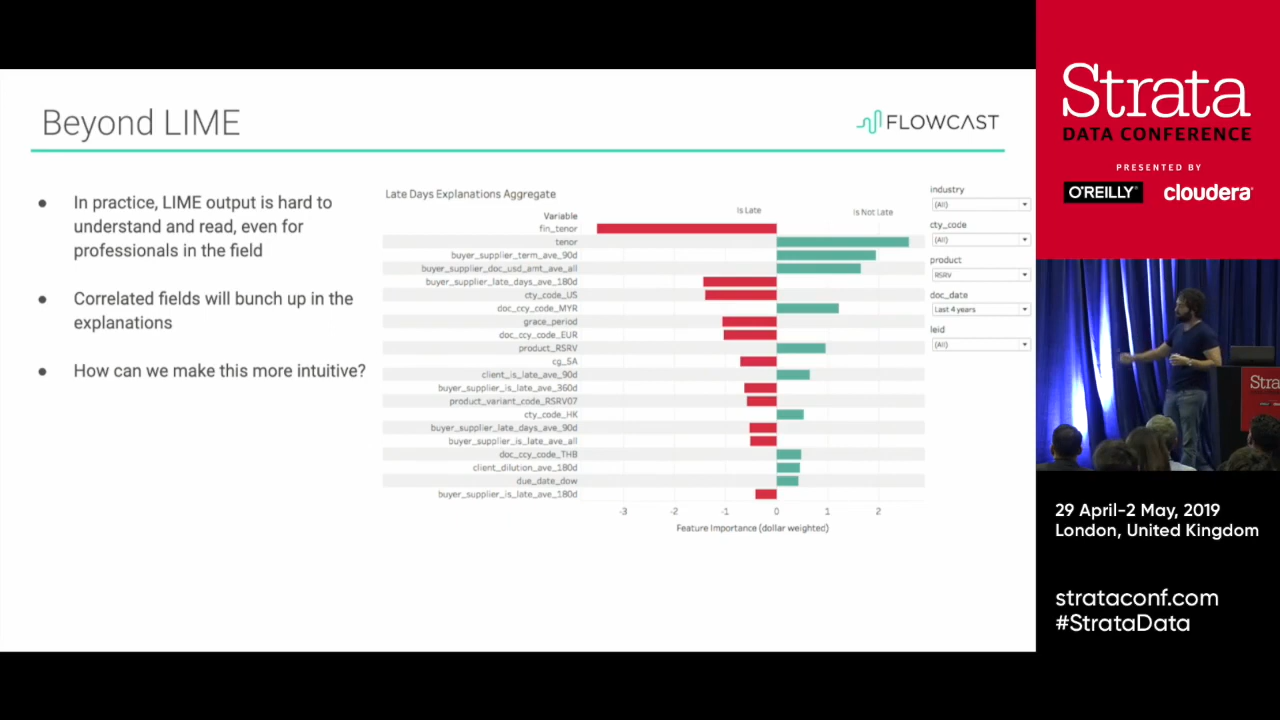 Beyond LIME
FLOWCAST
In practice, LIME output is hard to
understand and read, even for
professionals in the field
Correlated fields will bunch up in the
explanations
How can we make this more intuitive?
Late Days Explanations Aggregate
Is Late
Is Not Late
Variable
fin_tenor
tenor
buyer_supplier_term_ave_90d
buyer_supplier_doc_usd_amt_ave_all
buyer_supplier_late_days_ave_180d
cty_code_US
doc_ccy_code_MYR
grace_period
doc_ccy_code_EUR
product_RSRV
cg_SA
client_is_late_ave_90d
buyer_supplier_is_late_ave_360d
product_variant_code_RSRV07
cty_code_HK
buyer_supplier_late_days_ave_90d
buyer_supplier_is_late_ave_all
doc_ccy_code_THB
client_dilution_ave_180d
due_date_dow
buyer_supplier_is_late_ave_180d
-3 -2 -1 0 1 2
Feature Importance (dollar weighted)
industry
(All)
cty_code
(All)
product
RSRV
doc_date
Last 4 years
leid
(All)
Strata
DATA CONFERENCE
PRESENTED BY
O'REILLY cloudera
Stra
29 April-2 May, 2019
London, United Kingdom
strataconf.com
#StrataData